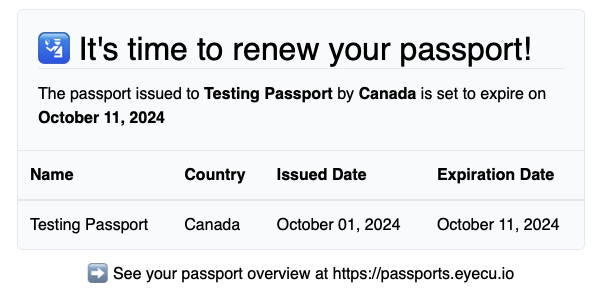 🛂 It's time to renew your passport!
The passport issued to Testing Passport by Canada is set to expire on
October 11, 2024
Name Country Issued Date Expiration Date
Testing Passport Canada October 01, 2024 October 11, 2024
➡️ See your passport overview at https://passports.eyecu.io